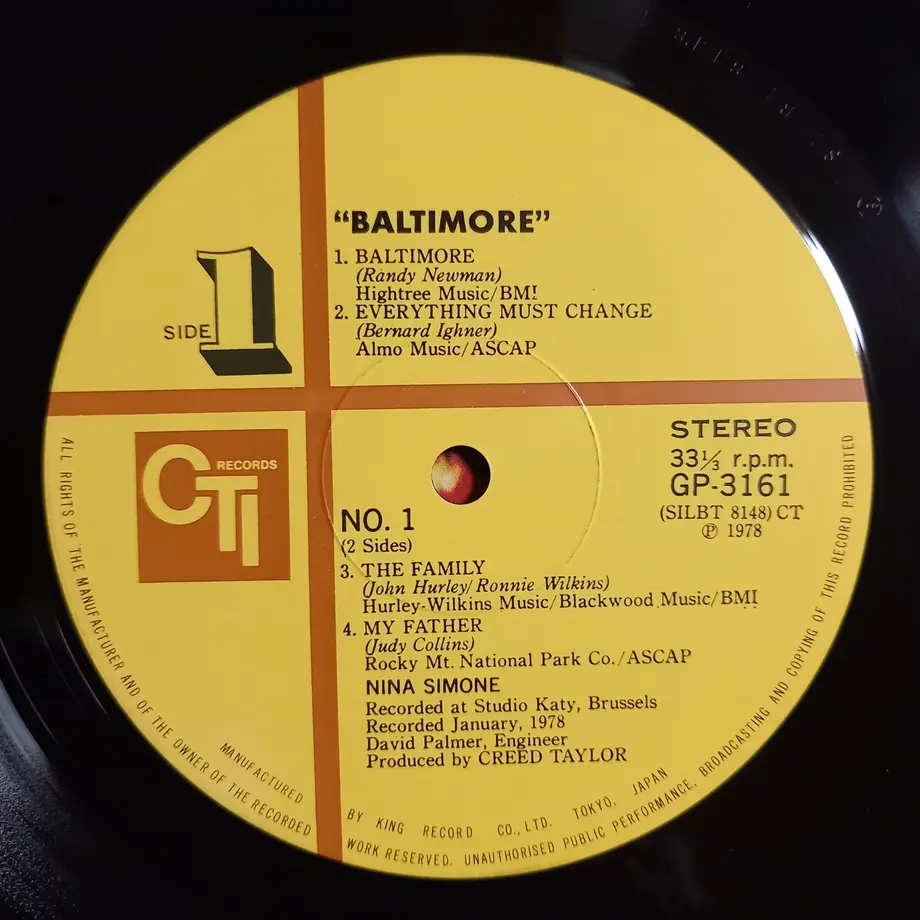 "BALTIMORE"
1. BALTIMORE
(Randy Newman)
Hightree Music/BMI
2. EVERYTHING MUST CHANGE
(Bernard Ighner)
Almo Music/ASCAP
SIDE 1
CTI RECORDS
STEREO
33⅓ r.p.m.
GP-3161
(SILBT 8148) CT
℗ 1978
NO. 1
(2 Sides)
3. THE FAMILY
(John Hurley/Ronnie Wilkins)
Hurley-Wilkins Music/Blackwood Music/BMI
4. MY FATHER
(Judy Collins)
Rocky Mt. National Park Co./ASCAP
NINA SIMONE
Recorded at Studio Katy, Brussels
Recorded January, 1978
David Palmer, Engineer
Produced by CREED TAYLOR
MANUFACTURED BY KING RECORD CO., LTD. TOKYO, JAPAN
ALL RIGHTS OF THE MANUFACTURER AND OF THE OWNER OF THE RECORDED WORK RESERVED. UNAUTHORISED PUBLIC PERFORMANCE, BROADCASTING AND COPYING OF THIS RECORD PROHIBITED